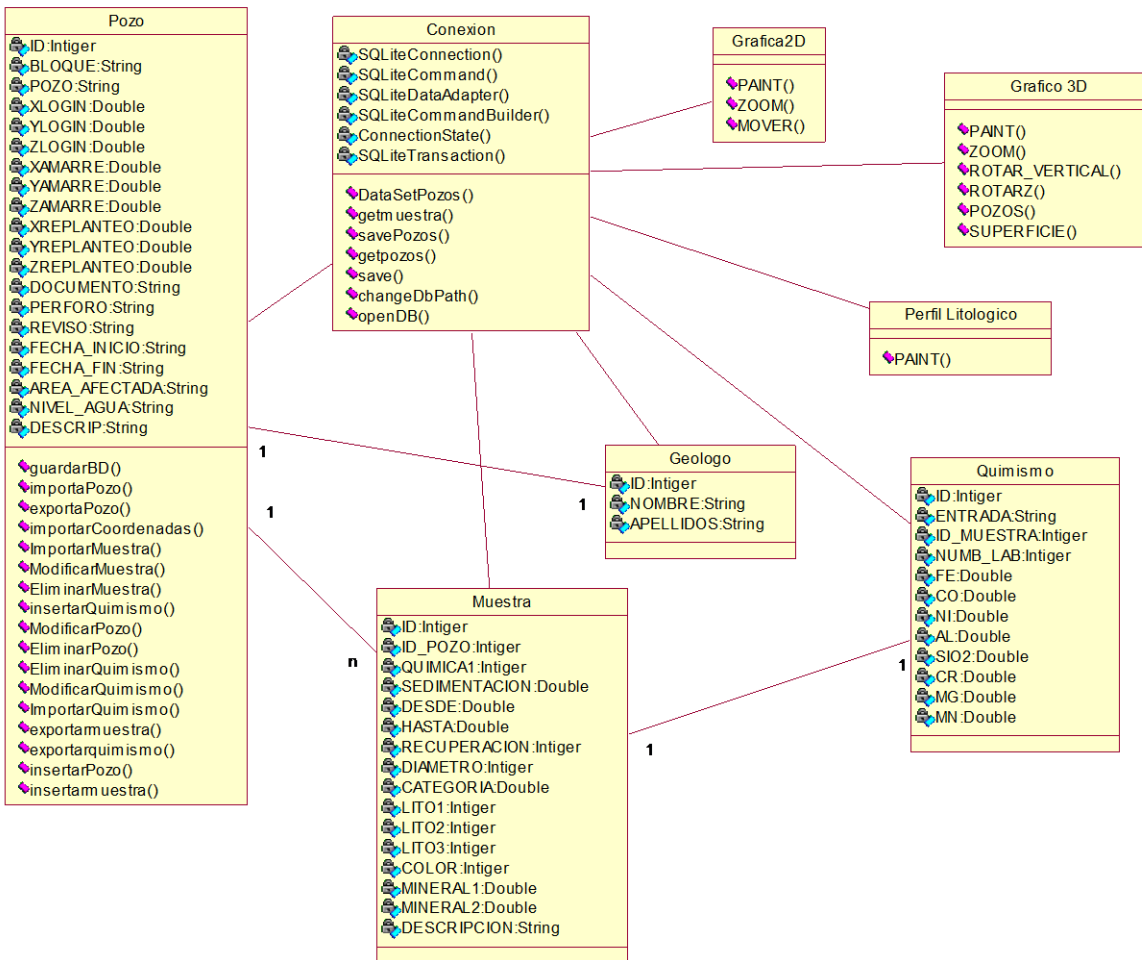 Pozo
ID:Intiger
BLOQUE:String
POZO:String
XLOGIN:Double
YLOGIN:Double
ZLOGIN:Double
XAMARRE:Double
YAMARRE:Double
ZAMARRE:Double
XREPLANTEO:Double
YREPLANTEO:Double
ZREPLANTEO:Double
DOCUMENTO:String
PERFORO:String
REVISO:String
FECHA_INICIO:String
FECHA_FIN:String
AREA_AFECTADA:String
NIVEL_AGUA:String
DESCRIP:String
guardarBD()
importaPozo()
exportaPozo()
importarCoordenadas()
ImportarMuestra()
ModificarMuestra()
EliminarMuestra()
insertarQuimismo()
ModificarPozo()
EliminarPozo()
EliminarQuimismo()
ModificarQuimismo()
ImportarQuimismo()
exportarmuestra()
exportarquimismo()
insertarPozo()
insertarmuestra()
Conexion
SQLiteConnection()
SQLiteCommand()
SQLiteDataAdapter()
SQLiteCommandBuilder()
ConnectionState()
SQLiteTransaction()
DataSetPozos()
getmuestra()
savePozos()
getpozos()
save()
changeDbPath()
openDB()
Grafica2D
PAINT()
ZOOM()
MOVER()
Grafico 3D
PAINT()
ZOOM()
ROTAR_VERTICAL()
ROTARZ()
POZOS()
SUPERFICIE()
Perfil Litologico
PAINT()
1
1
Geologo
ID:Intiger
NOMBRE:String
APELLIDOS:String
1
n
Muestra
ID:Intiger
ID_POZO:Intiger
QUIMICA1:Intiger
SEDIMENTACION:Double
DESDE:Double
HASTA:Double
RECUPERACION:Intiger
DIAMETRO:Intiger
CATEGORIA:Double
LITO1:Intiger
LITO2:Intiger
LITO3:Intiger
COLOR:Intiger
MINERAL1:Double
MINERAL2:Double
DESCRIPCION:String
1
1
Quimismo
ID:Intiger
ENTRADA:String
ID_MUESTRA:Intiger
NUMB_LAB:Intiger
FE:Double
CO:Double
NI:Double
AL:Double
SIO2:Double
CR:Double
MG:Double
MN:Double